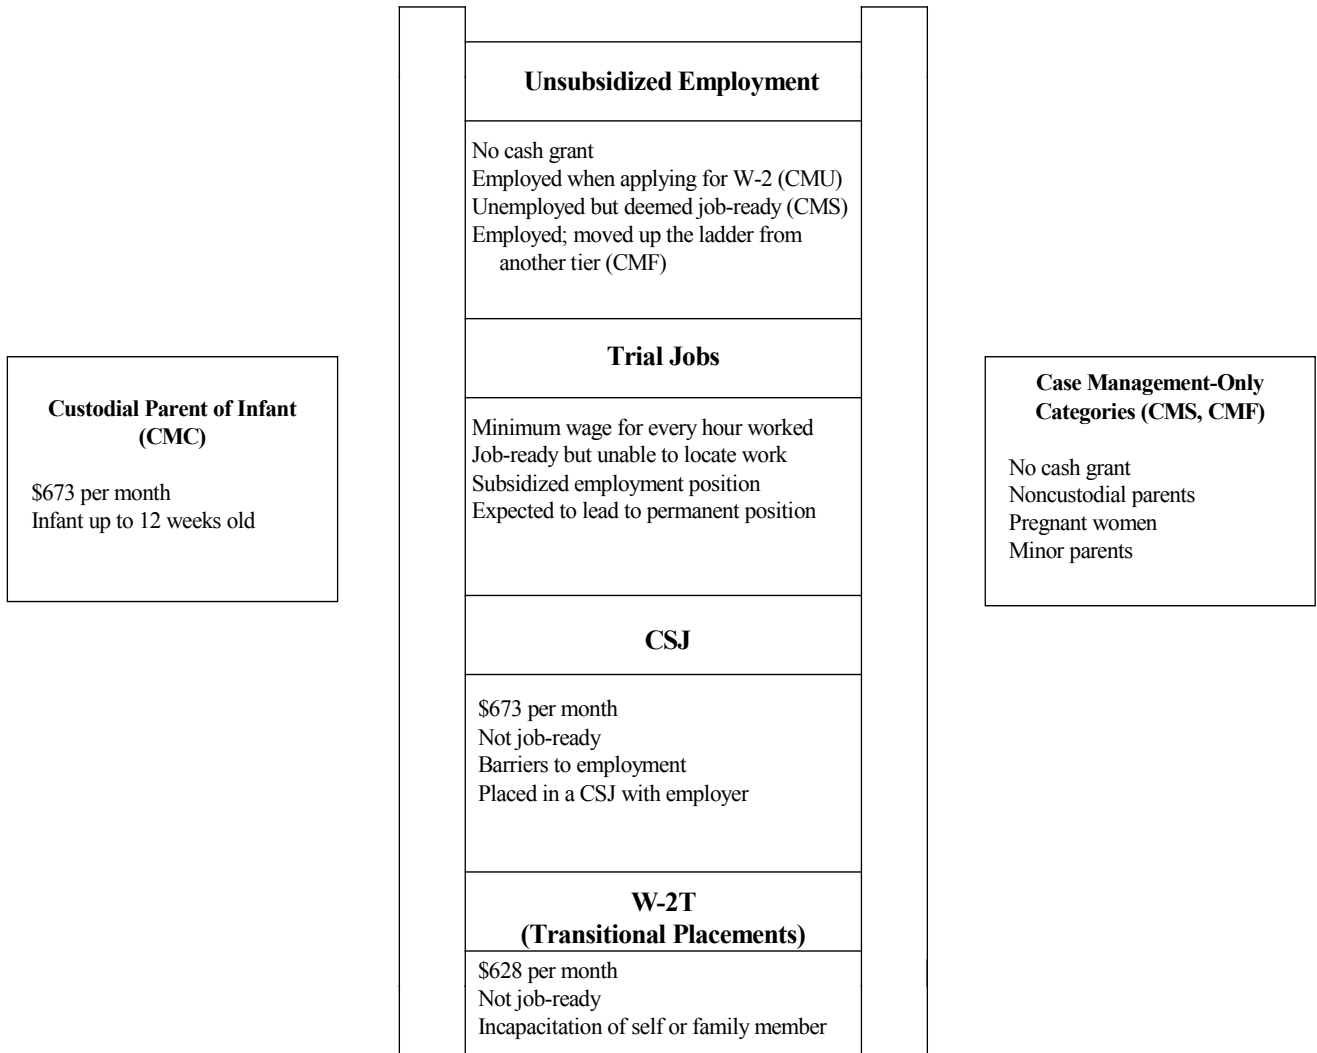 Unsubsidized Employment
No cash grant
Employed when applying for W-2 (CMU)
Unemployed but deemed job-ready (CMS)
Employed; moved up the ladder from
another tier (CMF)
Trial Jobs
Minimum wage for every hour worked
Job-ready but unable to locate work
Subsidized employment position
Expected to lead to permanent position
CSJ
$673 per month
Not job-ready
Barriers to employment
Placed in a CSJ with employer
W-2T
(Transitional Placements)
$628 per month
Not job-ready
Incapacitation of self or family member
Custodial Parent of Infant
(CMC)
$673 per month
Infant up to 12 weeks old
Case Management-Only
Categories (CMS, CMF)
No cash grant
Noncustodial parents
Pregnant women
Minor parents